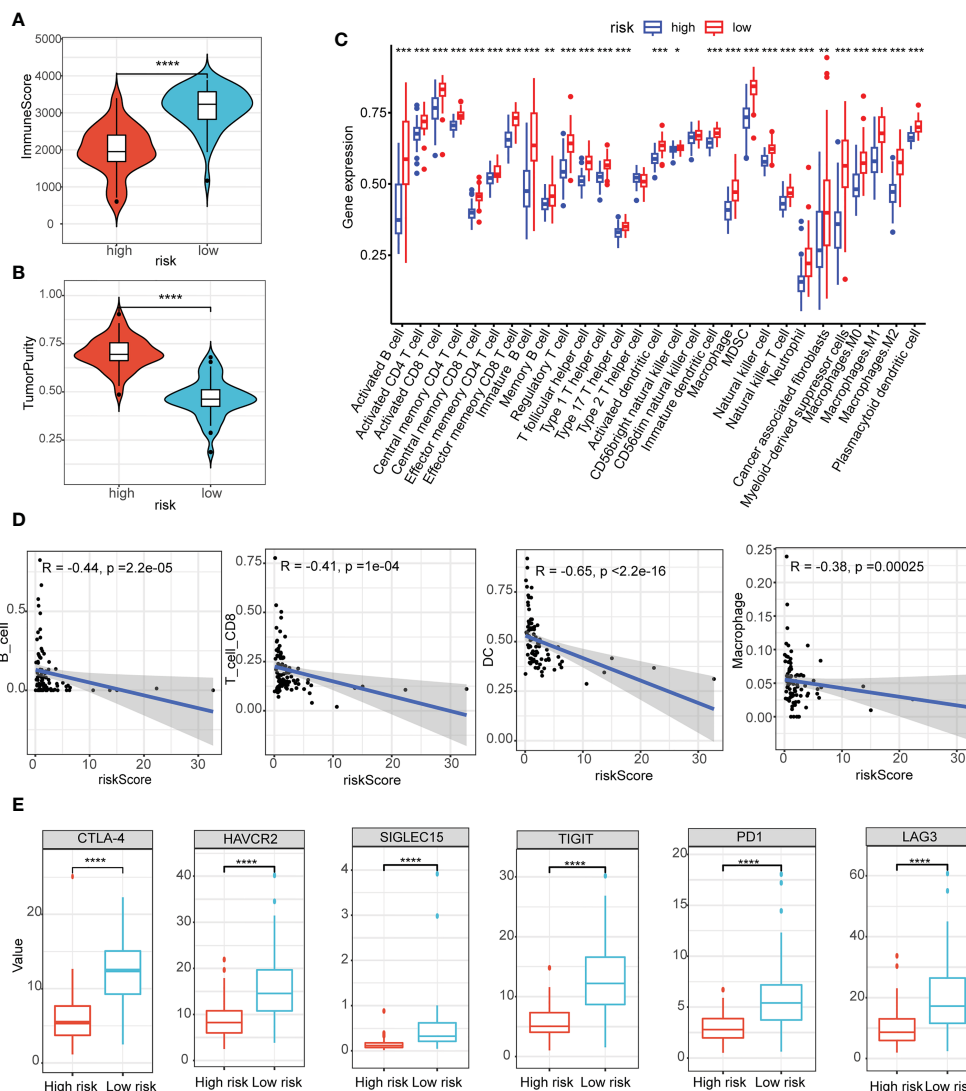 A
5000
4000
3000
2000
1000
0
ImmuneScore
****
high
low
risk
B
1.00
0.75
0.50
0.25
TumorPurity
****
high
low
risk
C
risk high low
*** *** *** *** *** *** *** *** ** *** *** *** *** *** * *** *** *** *** *** *** ** *** *** *** *** ***
0.75
0.50
0.25
Gene expression
Activated B cell
Activated CD4 T cell
Activated CD8 T cell
Central memory CD4 T cell
Central memory CD8 T cell
Effector memeory CD4 T cell
Effector memeory CD8 T cell
Immature B cell
Memory B cell
Regulatory T cell
T follicular helper cell
Type 1 T helper cell
Type 17 T helper cell
Type 2 T helper cell
Activated dendritic cell
CD56bright natural killer cell
CD56dim natural killer cell
Immature dendritic cell
Macrophage
MDSC
Natural killer cell
Natural killer T cell
Neutrophil
Cancer associated fibroblasts
Myeloid−derived suppressor cells
Macrophages.M0
Macrophages.M1
Macrophages.M2
Plasmacytoid dendritic cell
D
R = -0.44, p =2.2e-05
0.5
0.0
B_cell
0 10 20 30
riskScore
R = -0.41, p =1e-04
0.75
0.50
0.25
0.00
T_cell_CD8
0 10 20 30
riskScore
R = -0.65, p <2.2e-16
0.75
0.50
0.25
0.00
DC
0 10 20 30
riskScore
R = -0.38, p =0.00025
0.25
0.20
0.15
0.10
0.05
0.00
Macrophage
0 10 20 30
riskScore
E
CTLA-4
****
20
10
0
Value
High risk Low risk
HAVCR2
****
40
30
20
10
0
High risk Low risk
SIGLEC15
****
4
3
2
1
0
High risk Low risk
TIGIT
****
30
20
10
0
High risk Low risk
PD1
****
20
15
10
5
0
High risk Low risk
LAG3
****
60
40
20
0
High risk Low risk